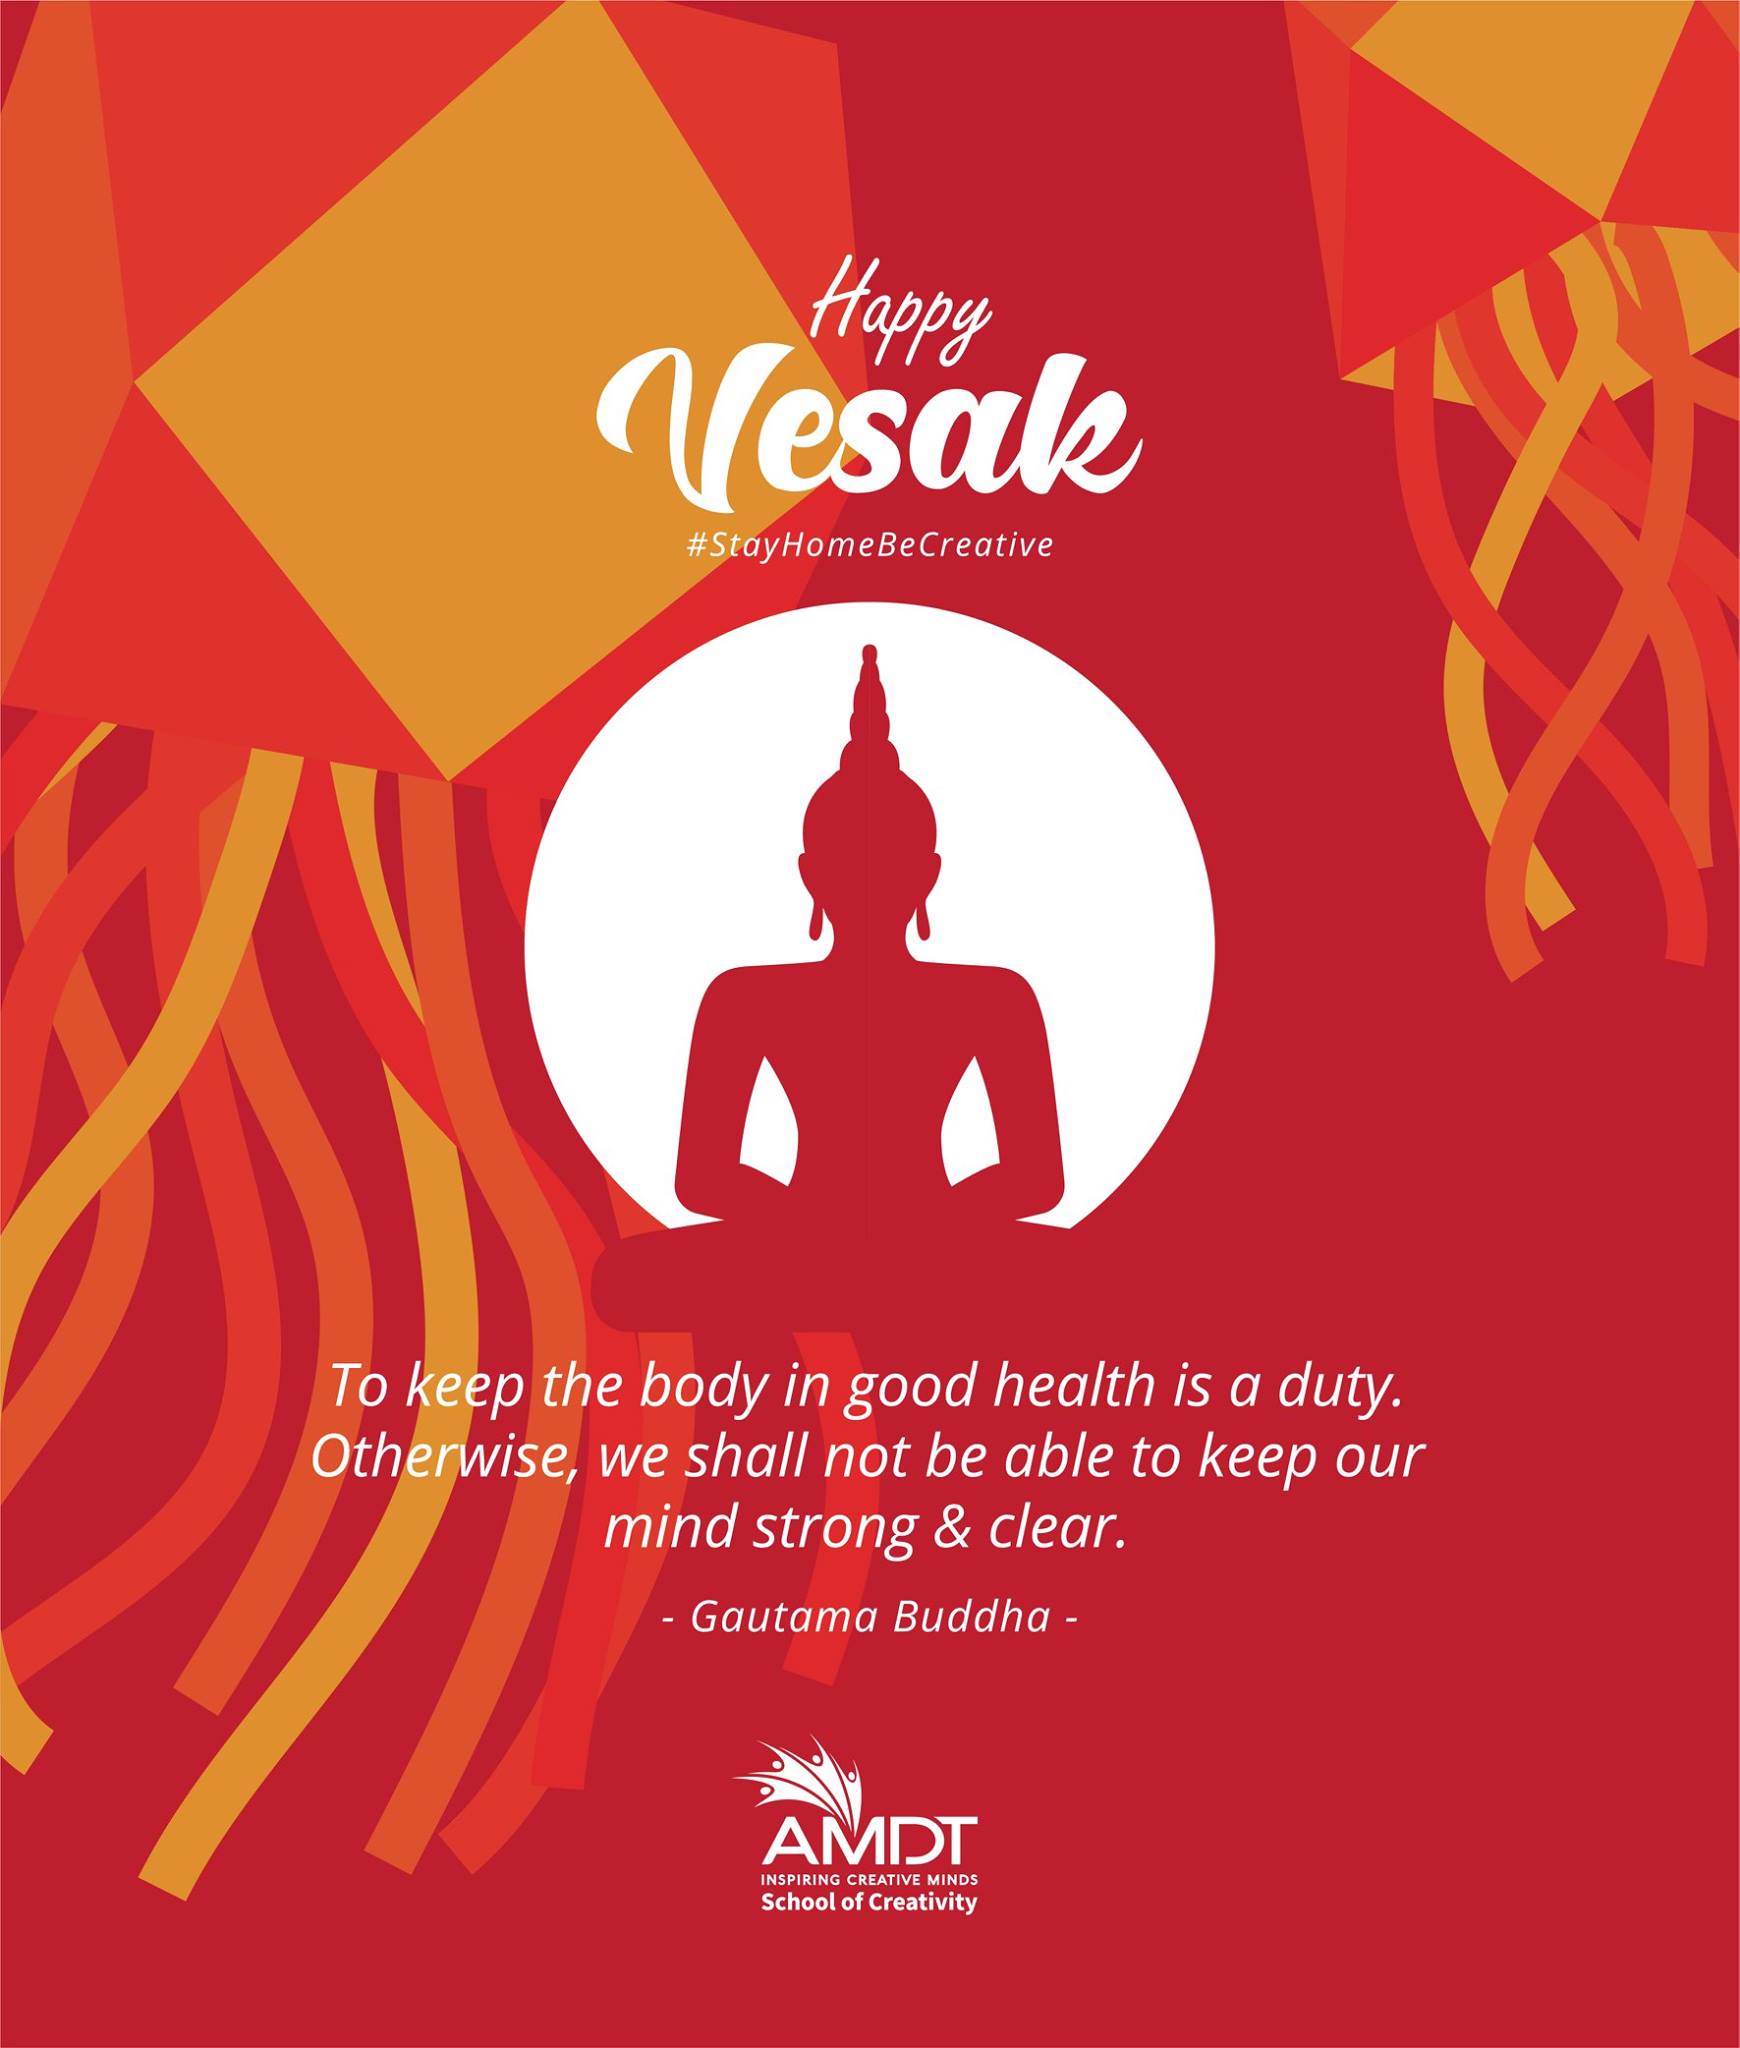 Happy
Vesak
#StayHomeBeCreative
To keep the body in good health is a duty.
Otherwise, we shall not be able to keep our
mind strong & clear.
- Gautama Buddha -
AMDT
INSPIRING CREATIVE MINDS
School of Creativity